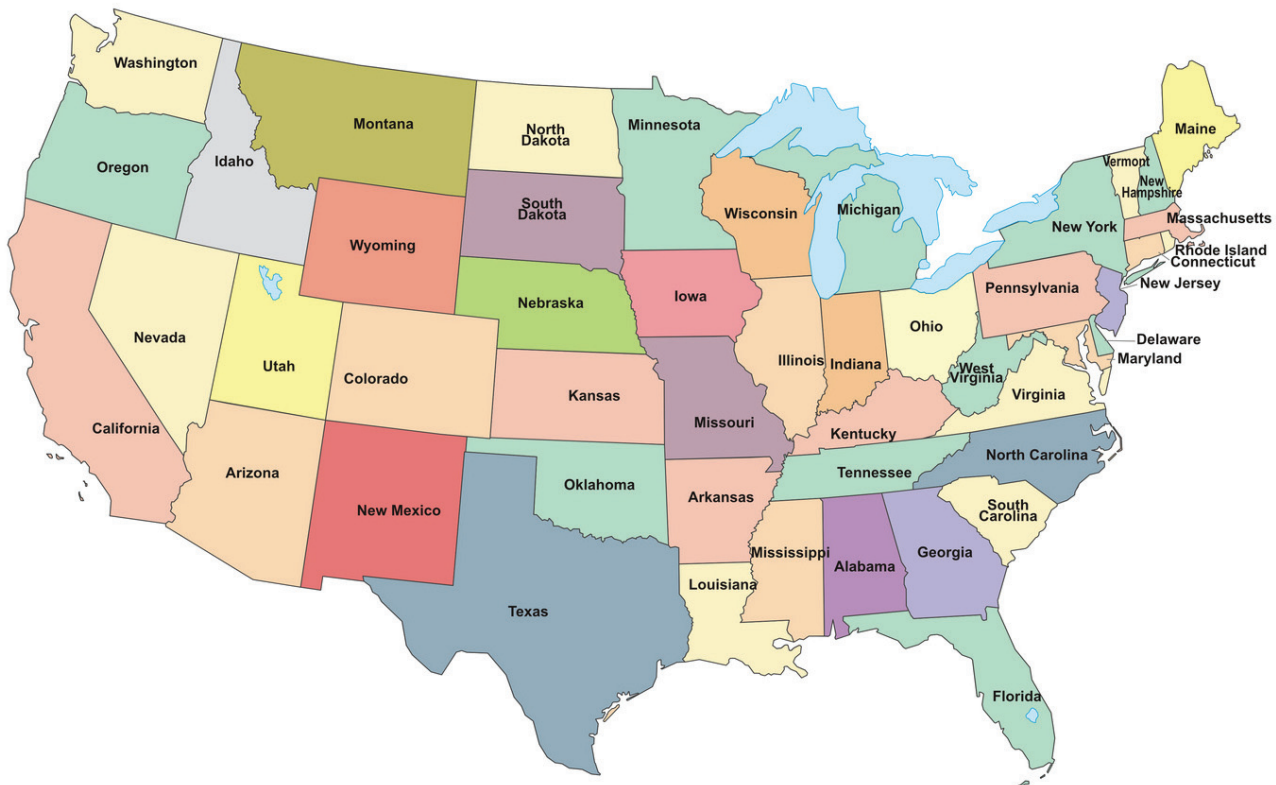 Washington
Montana
North
Dakota
Minnesota
Maine
Oregon
Idaho
Vermont
New
Hampshire
South
Dakota
Wisconsin
Michigan
Massachusetts
New York
Wyoming
Rhode Island
Connecticut
Iowa
Pennsylvania
New Jersey
Nebraska
Ohio
Nevada
Delaware
Maryland
Utah
Colorado
Illinois
Indiana
West
Virginia
Kansas
Virginia
California
Missouri
Kentucky
North Carolina
Arizona
Oklahoma
Tennessee
New Mexico
Arkansas
South
Carolina
Mississippi
Georgia
Alabama
Louisiana
Texas
Florida